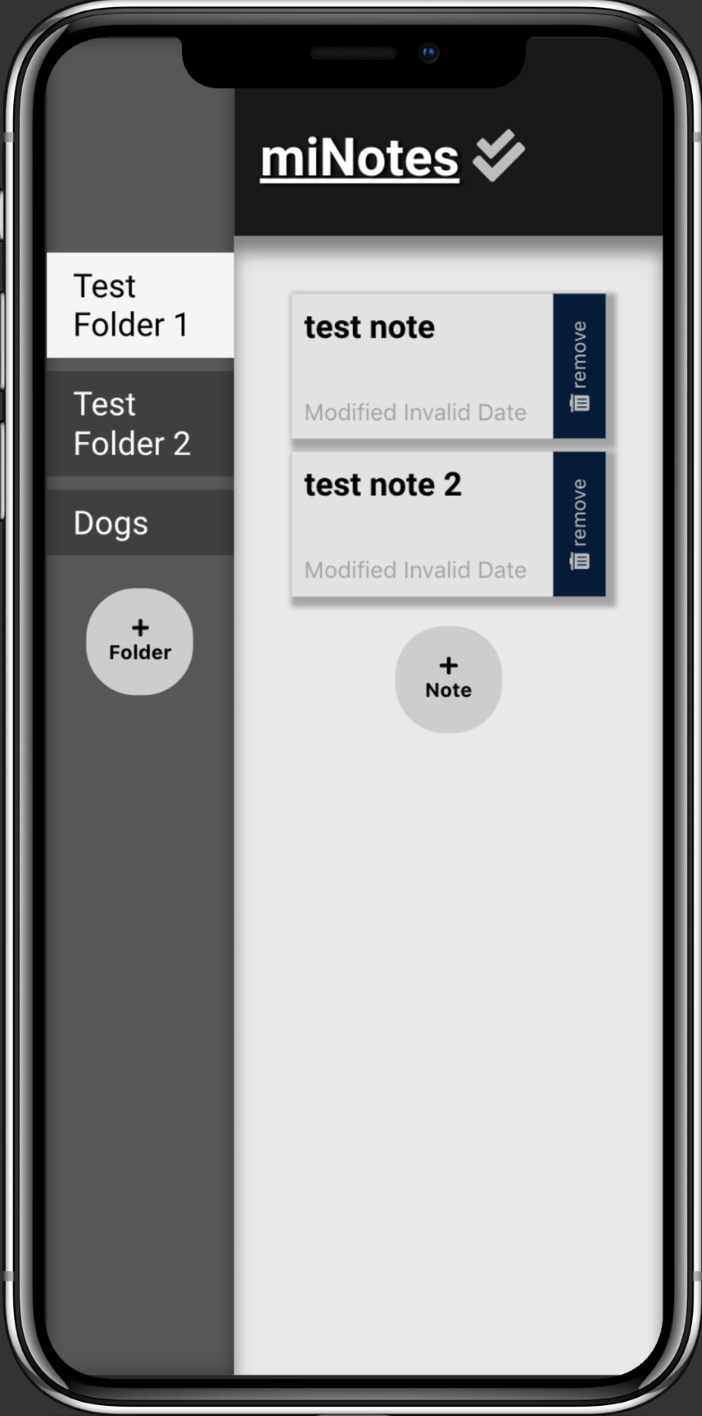 miNotes
Test
Folder 1
Test
Folder 2
Dogs
+
Folder
test note
Modified Invalid Date
remove
test note 2
Modified Invalid Date
remove
+
Note